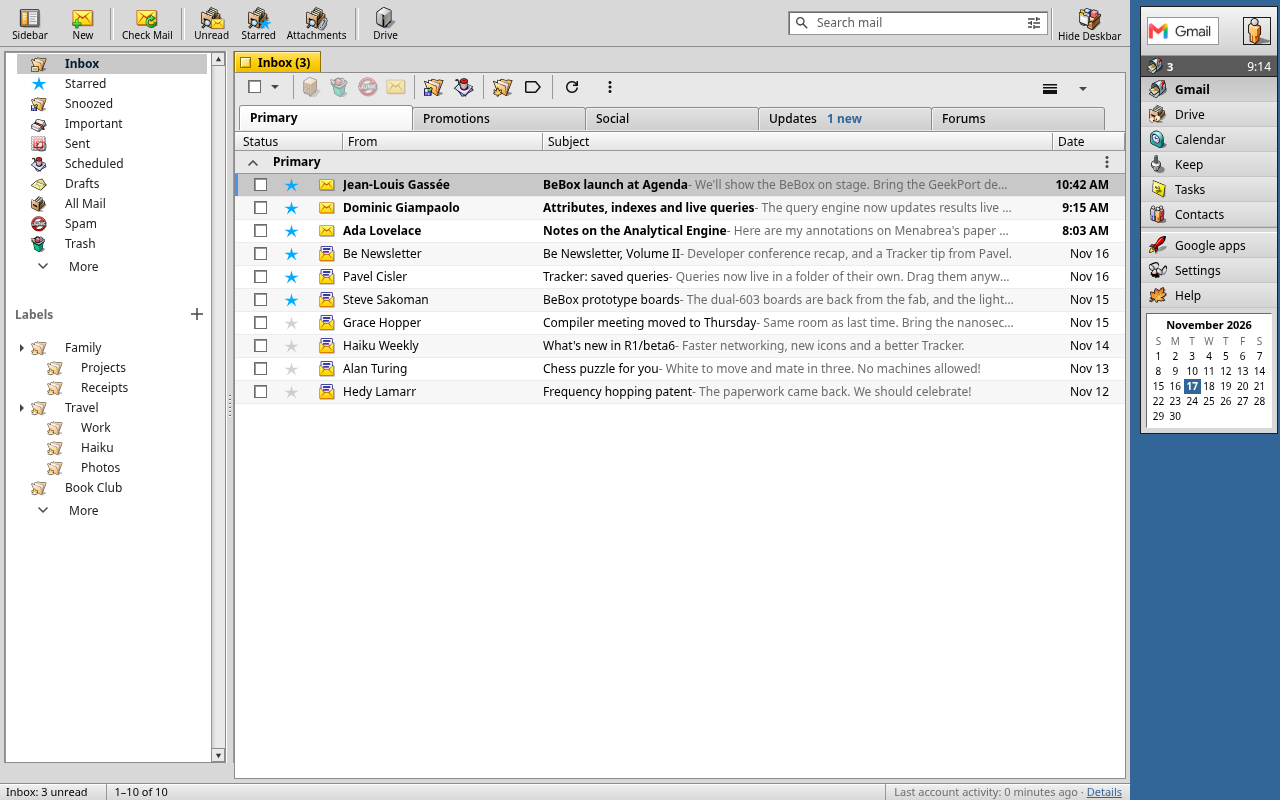 Sidebar New Check Mail Unread Starred Attachments Drive Search mail Hide Deskbar
Inbox
Starred
Snoozed
Important
Sent
Scheduled
Drafts
All Mail
Spam
Trash
More
Labels
Family
Projects
Receipts
Travel
Work
Haiku
Photos
Book Club
More
Inbox (3)
Primary Promotions Social Updates 1 new Forums
Status From Subject Date
Primary
Jean-Louis Gassée BeBox launch at Agenda - We'll show the BeBox on stage. Bring the GeekPort de... 10:42 AM
Dominic Giampaolo Attributes, indexes and live queries - The query engine now updates results live ... 9:15 AM
Ada Lovelace Notes on the Analytical Engine - Here are my annotations on Menabrea's paper ... 8:03 AM
Be Newsletter Be Newsletter, Volume II - Developer conference recap, and a Tracker tip from Pavel. Nov 16
Pavel Cisler Tracker: saved queries - Queries now live in a folder of their own. Drag them anyw... Nov 16
Steve Sakoman BeBox prototype boards - The dual-603 boards are back from the fab, and the light... Nov 15
Grace Hopper Compiler meeting moved to Thursday - Same room as last time. Bring the nanosec... Nov 15
Haiku Weekly What's new in R1/beta6 - Faster networking, new icons and a better Tracker. Nov 14
Alan Turing Chess puzzle for you - White to move and mate in three. No machines allowed! Nov 13
Hedy Lamarr Frequency hopping patent - The paperwork came back. We should celebrate! Nov 12
Gmail
3 9:14
Gmail
Drive
Calendar
Keep
Tasks
Contacts
Google apps
Settings
Help
November 2026
S M T W T F S
1 2 3 4 5 6 7
8 9 10 11 12 13 14
15 16 17 18 19 20 21
22 23 24 25 26 27 28
29 30
Inbox: 3 unread 1–10 of 10 Last account activity: 0 minutes ago · Details